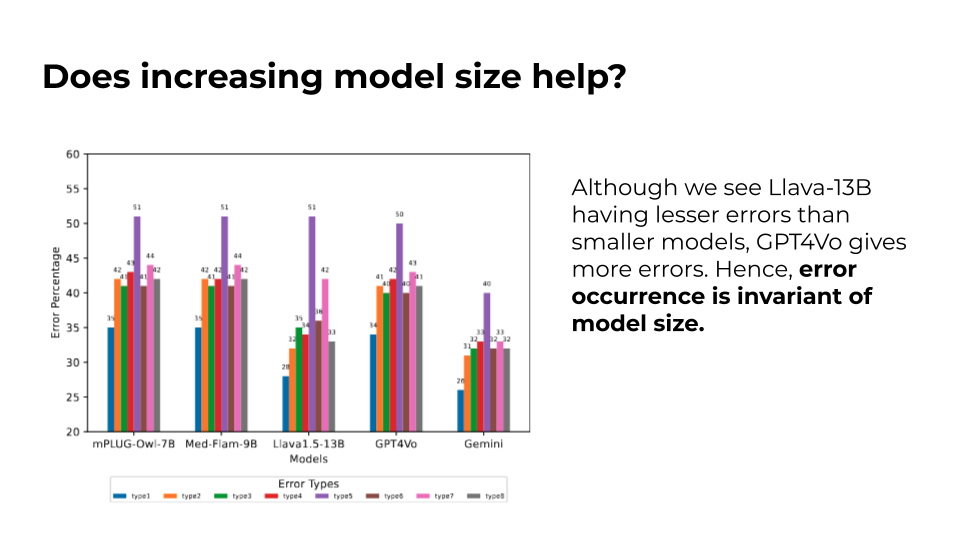 Does increasing model size help?
60
55
50
45
40
35
30
25
20
Error Percentage
35 42 41 43 51 41 44 42
35 42 41 42 51 41 44 42
28 32 35 34 51 36 42 33
34 41 40 42 50 40 43 41
26 31 32 33 40 32 33 32
mPLUG-Owl-7B Med-Flam-9B Llava1.5-13B GPT4Vo Gemini
Models
Error Types
type1 type2 type3 type4 type5 type6 type7 type8
Although we see Llava-13B
having lesser errors than
smaller models, GPT4Vo gives
more errors. Hence, error
occurrence is invariant of
model size.